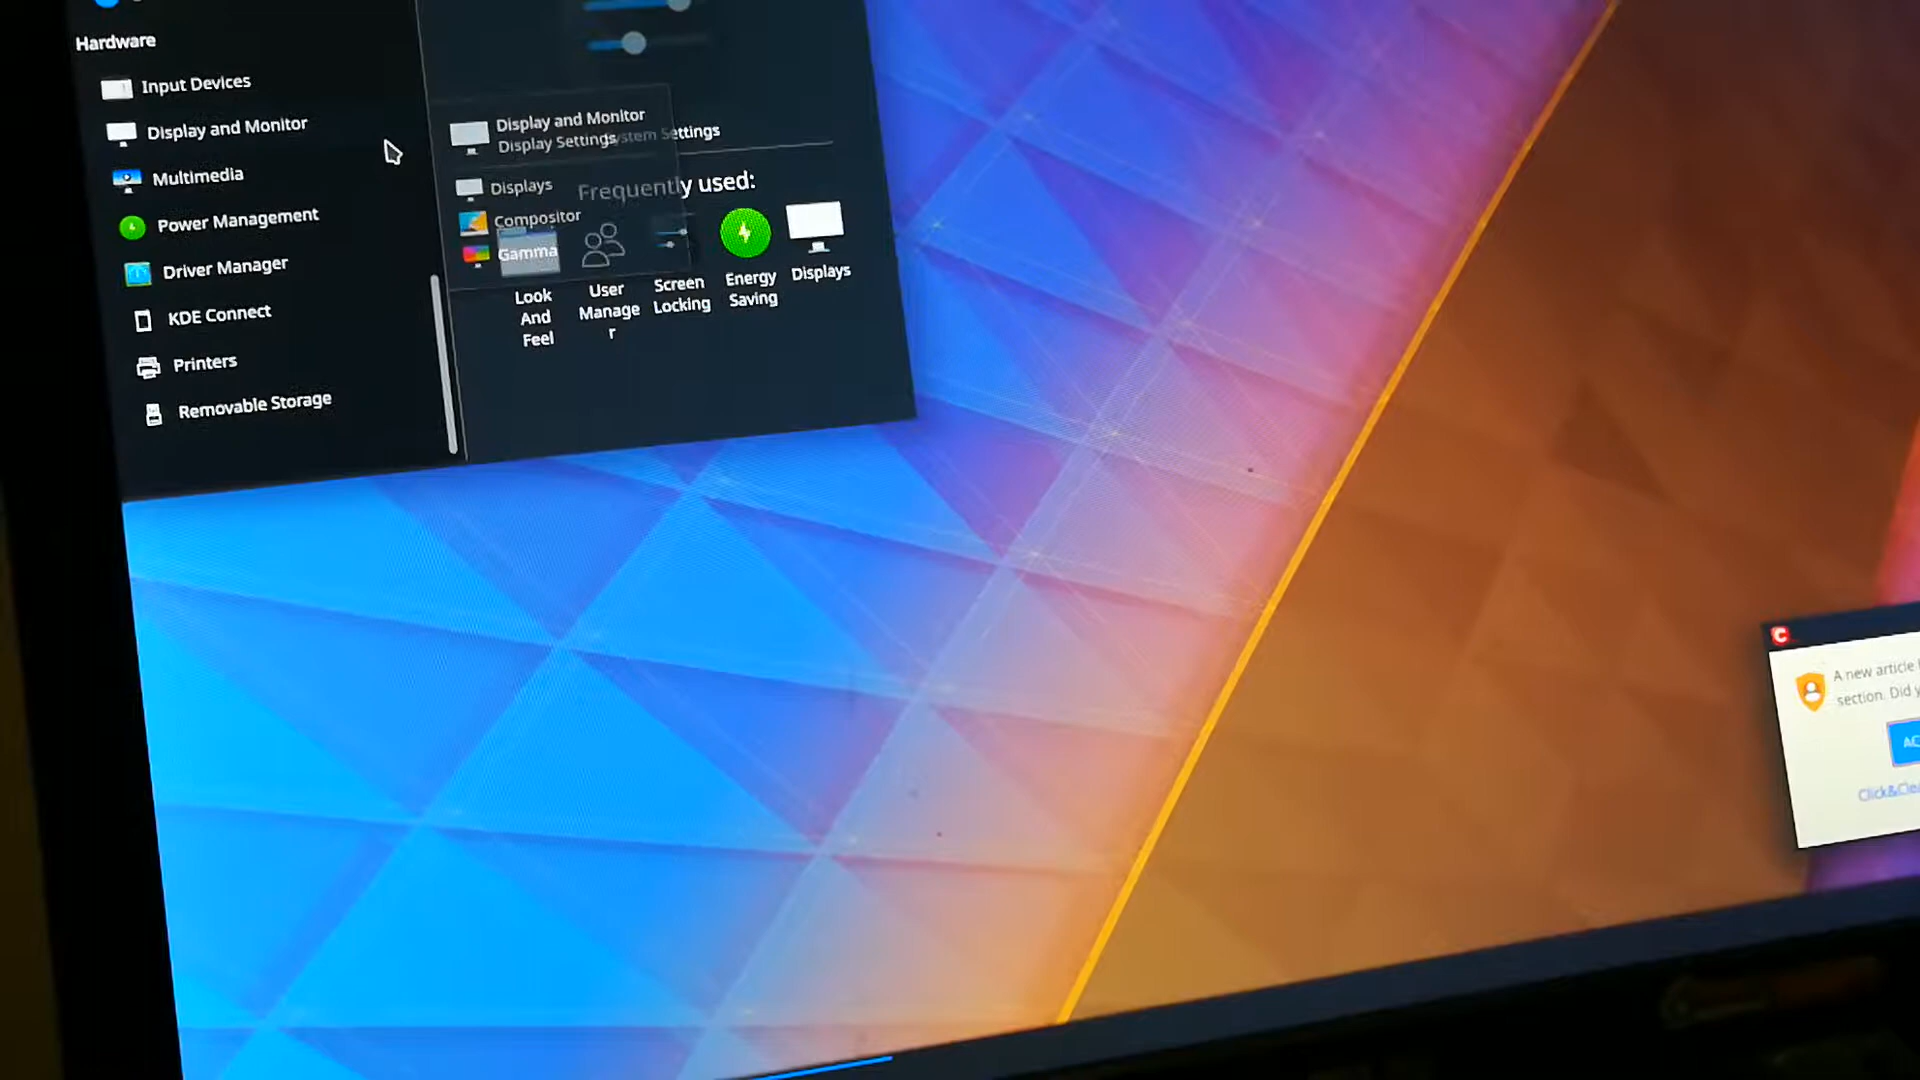 Hardware
Input Devices
Display and Monitor
Multimedia
Power Management
Driver Manager
KDE Connect
Printers
Removable Storage
Display and Monitor
Display Settings
System Settings
Displays
Compositor
Gamma
Frequently used:
Look
And
Feel
User
Manage
r
Screen
Locking
Energy
Saving
Displays
A new article
section. Did